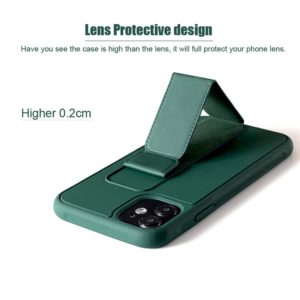 Lens Protective design
Have you see the case is high than the lens, it will full protect your phone lens.
Higher 0.2cm